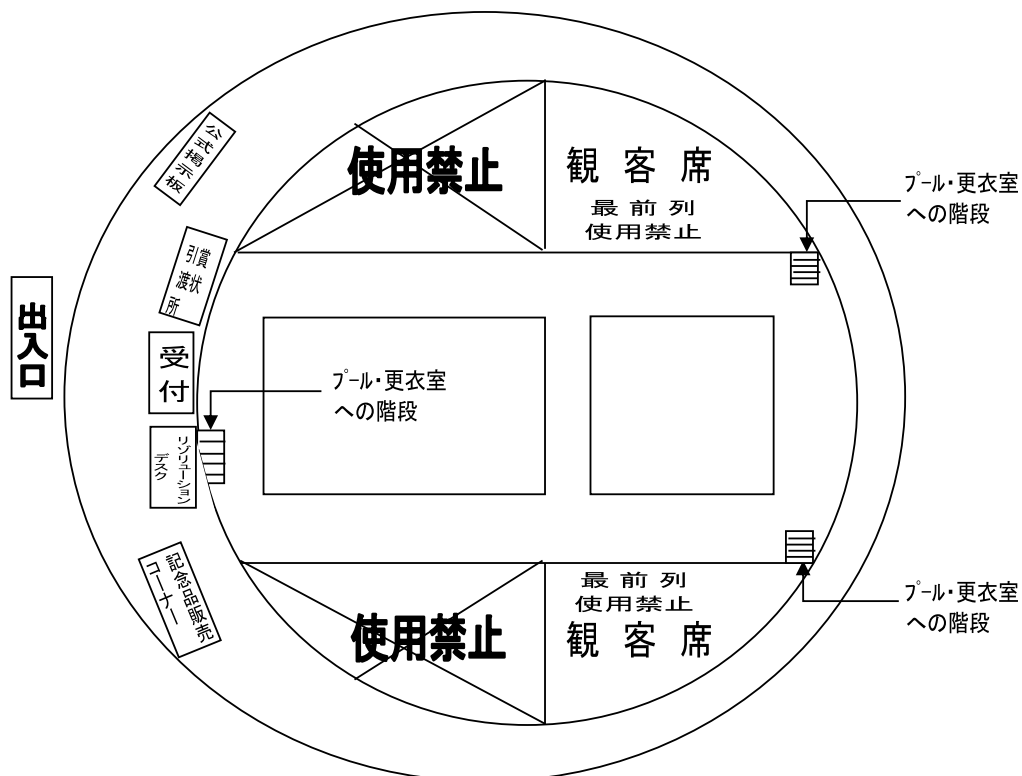 公式掲示板
使用禁止
観 客 席
最 前 列
使用禁止
プール・更衣室
への階段
賞状
引渡所
出入口
受付
プール・更衣室
への階段
リゾリューション
デスク
記念品販売
コーナー
使用禁止
最 前 列
使用禁止
観 客 席
プール・更衣室
への階段